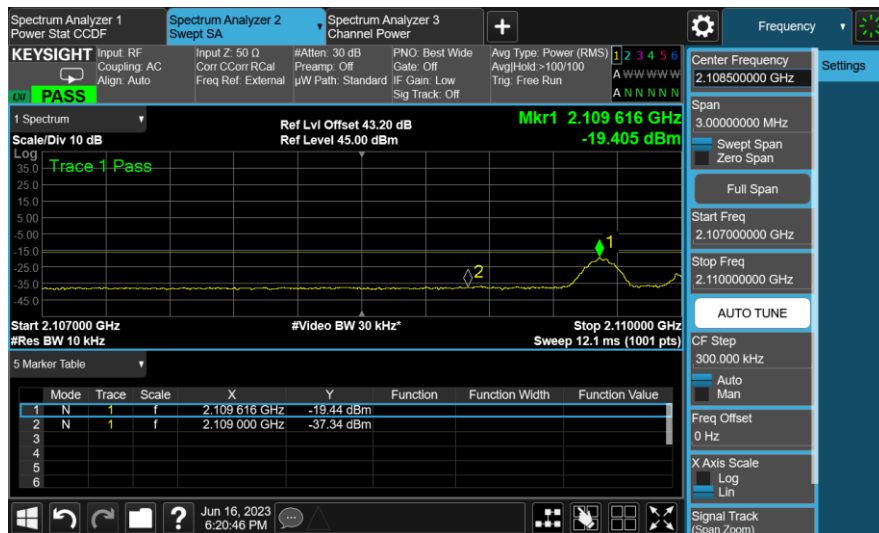 Spectrum Analyzer 1
Power Stat CCDF
Spectrum Analyzer 2
Swept SA
Spectrum Analyzer 3
Channel Power
Frequency
KEYSIGHT
LXI
PASS
Input: RF
Coupling: AC
Align: Auto
Input Z: 50 Ω
Corr CCorr RCal
Freq Ref: External
#Atten: 30 dB
Preamp: Off
µW Path: Standard
PNO: Best Wide
Gate: Off
IF Gain: Low
Sig Track: Off
Avg Type: Power (RMS)
Avg|Hold:>100/100
Trig: Free Run
1 2 3 4 5 6
A W W W W W
A N N N N N
1 Spectrum
Scale/Div 10 dB
Ref Lvl Offset 43.20 dB
Ref Level 45.00 dBm
Mkr1 2.109 616 GHz
-19.405 dBm
Log
Trace 1 Pass
35.0
25.0
15.0
5.00
-5.00
-15.0
-25.0
-35.0
-45.0
1
2
Start 2.107000 GHz
#Res BW 10 kHz
#Video BW 30 kHz*
Stop 2.110000 GHz
Sweep 12.1 ms (1001 pts)
5 Marker Table
Mode Trace Scale X Y Function Function Width Function Value
1 N 1 f 2.109 616 GHz -19.44 dBm
2 N 1 f 2.109 000 GHz -37.34 dBm
3
4
5
6
Jun 16, 2023
6:20:46 PM
Center Frequency
2.108500000 GHz
Settings
Span
3.00000000 MHz
Swept Span
Zero Span
Full Span
Start Freq
2.107000000 GHz
Stop Freq
2.110000000 GHz
AUTO TUNE
CF Step
300.000 kHz
Auto
Man
Freq Offset
0 Hz
X Axis Scale
Log
Lin
Signal Track
(Span Zoom)